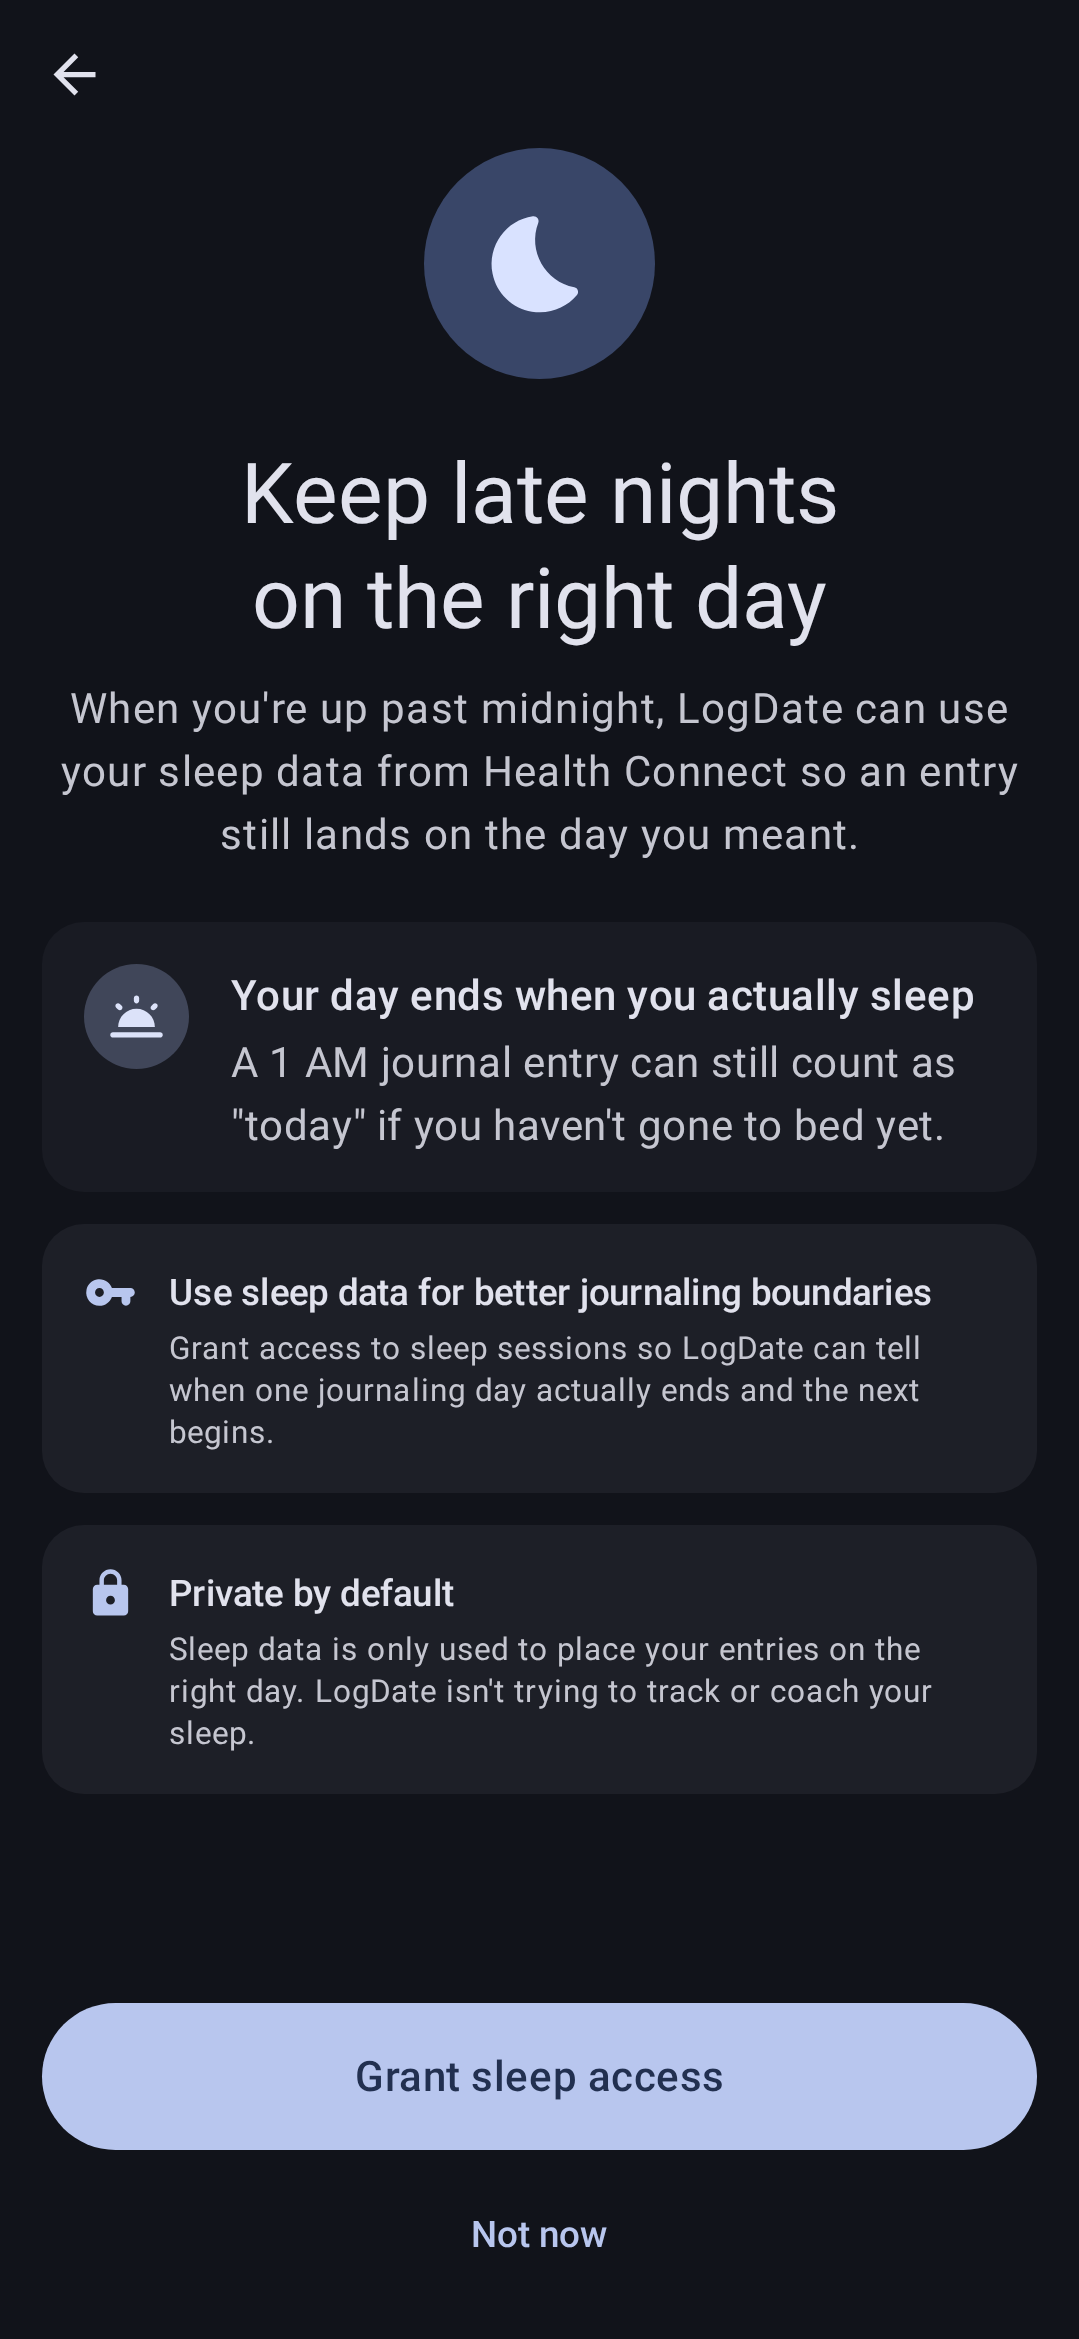 Keep late nights
on the right day
When you're up past midnight, LogDate can use
your sleep data from Health Connect so an entry
still lands on the day you meant.
Your day ends when you actually sleep
A 1 AM journal entry can still count as
"today" if you haven't gone to bed yet.
Use sleep data for better journaling boundaries
Grant access to sleep sessions so LogDate can tell
when one journaling day actually ends and the next
begins.
Private by default
Sleep data is only used to place your entries on the
right day. LogDate isn't trying to track or coach your
sleep.
Grant sleep access
Not now